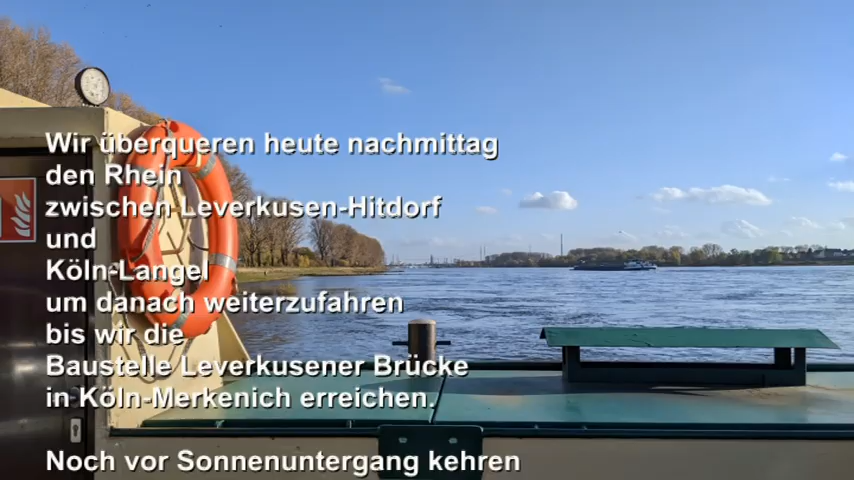 Wir überqueren heute nachmittag
den Rhein
zwischen Leverkusen-Hitdorf
und
Köln-Langel
um danach weiterzufahren
bis wir die
Baustelle Leverkusener Brücke
in Köln-Merkenich erreichen.
Noch vor Sonnenuntergang kehren